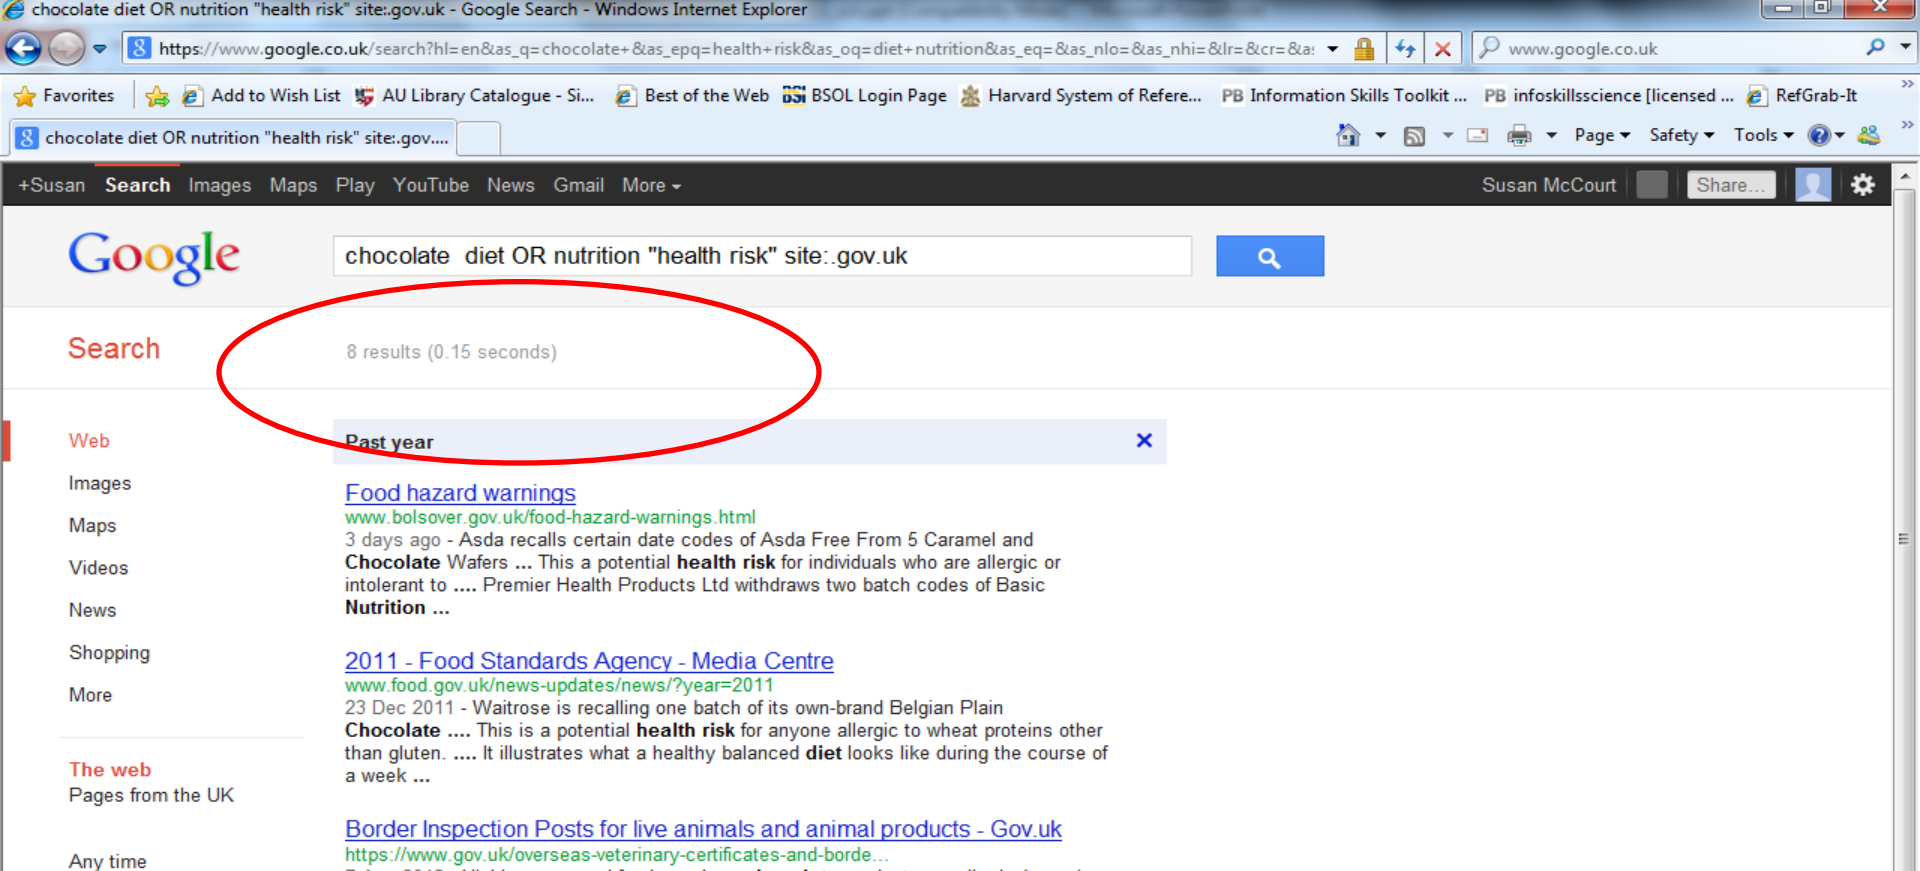 chocolate diet OR nutrition "health risk" site:.gov.uk - Google Search - Windows Internet Explorer
https://www.google.co.uk/search?hl=en&as_q=chocolate+&as_epq=health+risk&as_oq=diet+nutrition&as_eq=&as_nlo=&as_nhi=&lr=&cr=&a: www.google.co.uk
Favorites Add to Wish List AU Library Catalogue - Si... Best of the Web BSI BSOL Login Page Harvard System of Refere... PB Information Skills Toolkit ... PB infoskillsscience [licensed ... RefGrab-It
chocolate diet OR nutrition "health risk" site:.gov.... Page Safety Tools
+Susan Search Images Maps Play YouTube News Gmail More Susan McCourt Share...
Google chocolate diet OR nutrition "health risk" site:.gov.uk
Search 8 results (0.15 seconds)
Web
Images
Maps
Videos
News
Shopping
More
The web
Pages from the UK
Any time
Past year
Food hazard warnings
www.bolsover.gov.uk/food-hazard-warnings.html
3 days ago - Asda recalls certain date codes of Asda Free From 5 Caramel and
Chocolate Wafers ... This a potential health risk for individuals who are allergic or
intolerant to .... Premier Health Products Ltd withdraws two batch codes of Basic
Nutrition ...
2011 - Food Standards Agency - Media Centre
www.food.gov.uk/news-updates/news/?year=2011
23 Dec 2011 - Waitrose is recalling one batch of its own-brand Belgian Plain
Chocolate .... This is a potential health risk for anyone allergic to wheat proteins other
than gluten. .... It illustrates what a healthy balanced diet looks like during the course of
a week ...
Border Inspection Posts for live animals and animal products - Gov.uk
https://www.gov.uk/overseas-veterinary-certificates-and-borde...